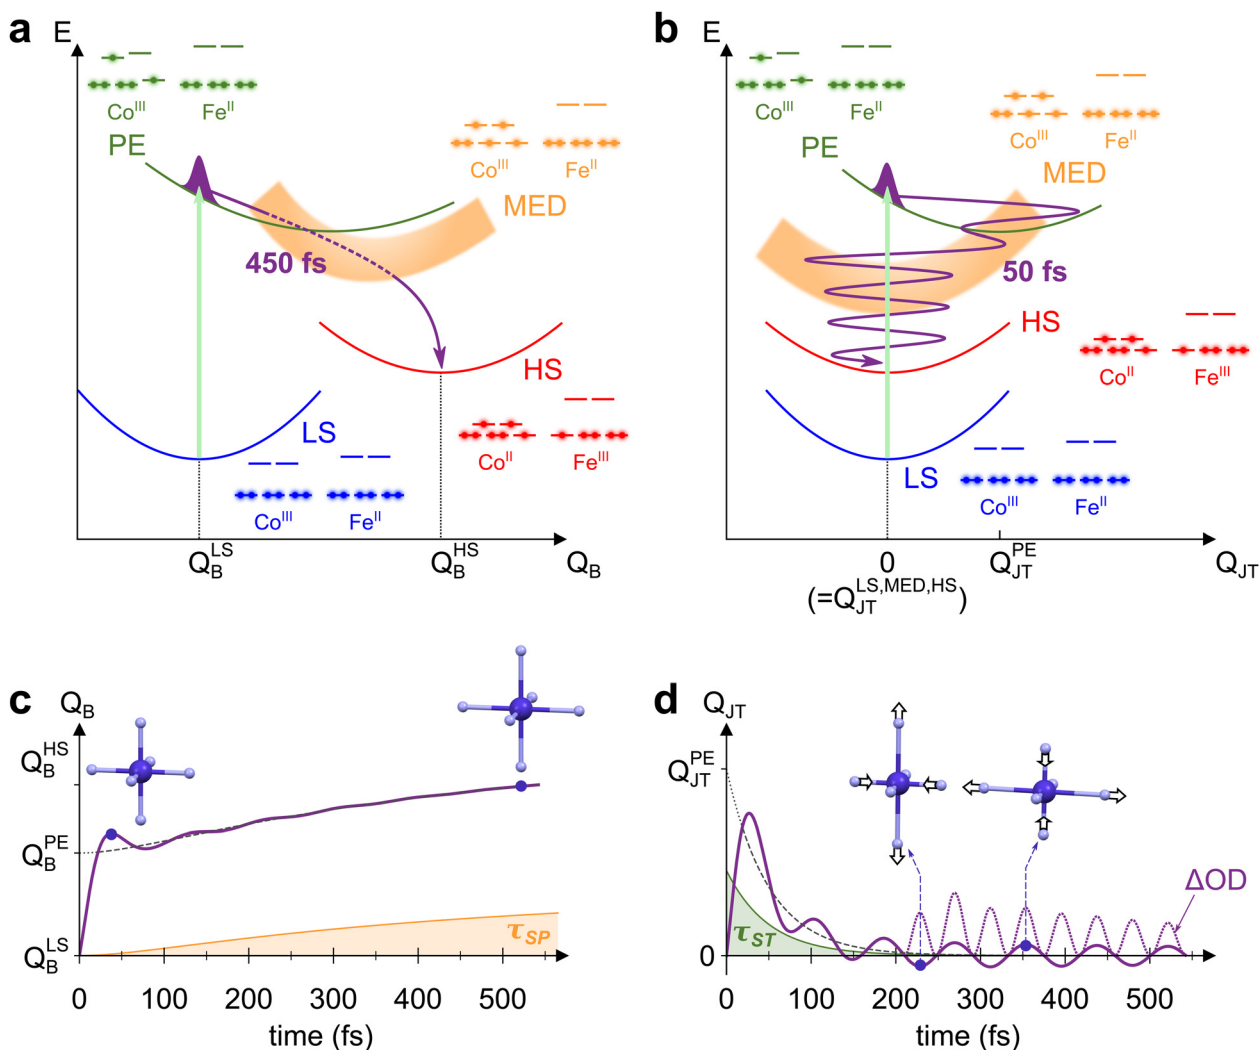 a
E
Co^III Fe^II
PE
Co^III Fe^II
MED
450 fs
HS
LS
Co^II Fe^III
Co^III Fe^II
Q_B^LS Q_B^HS Q_B
b
E
Co^III Fe^II
PE
Co^III Fe^II
MED
50 fs
HS
Co^II Fe^III
LS
Co^III Fe^II
0 Q_JT^PE Q_JT
(=Q_JT^LS,MED,HS)
c
Q_B
Q_B^HS
Q_B^PE
Q_B^LS
τ_SP
0 100 200 300 400 500
time (fs)
d
Q_JT
Q_JT^PE
ΔOD
τ_ST
0
0 100 200 300 400 500
time (fs)